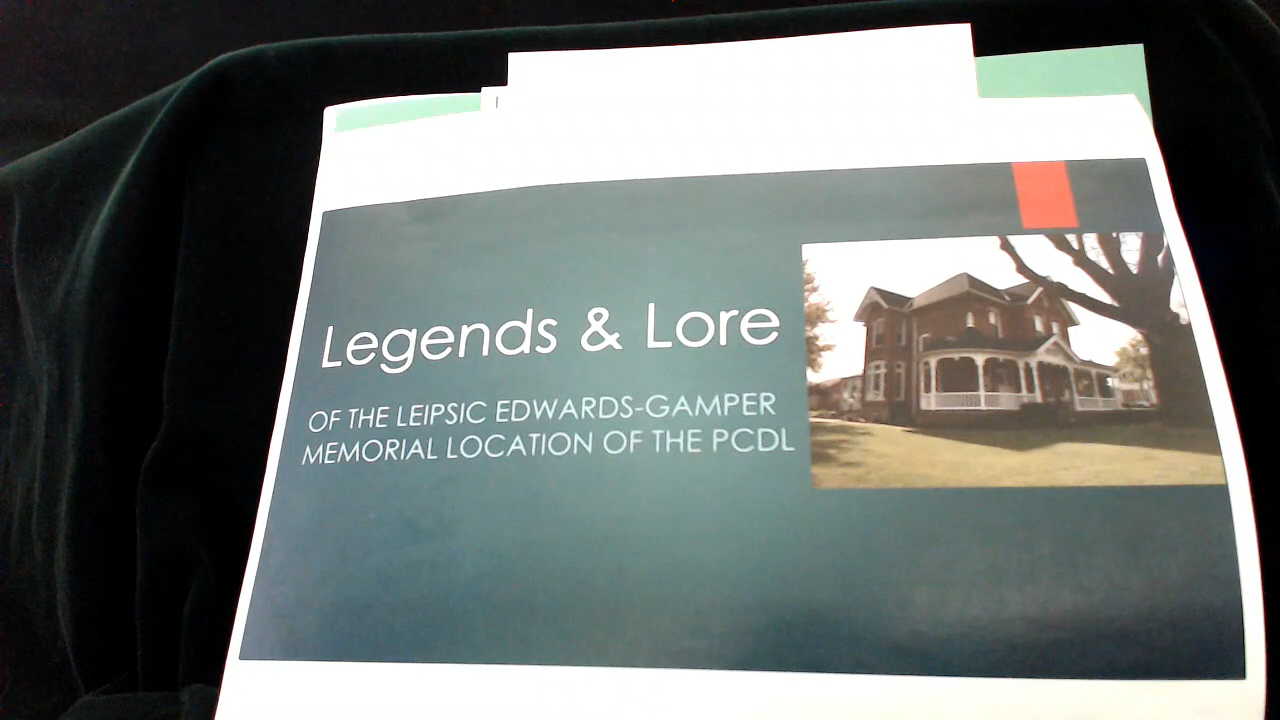 Legends & Lore
OF THE LEIPSIC EDWARDS-GAMPER
MEMORIAL LOCATION OF THE PCDL